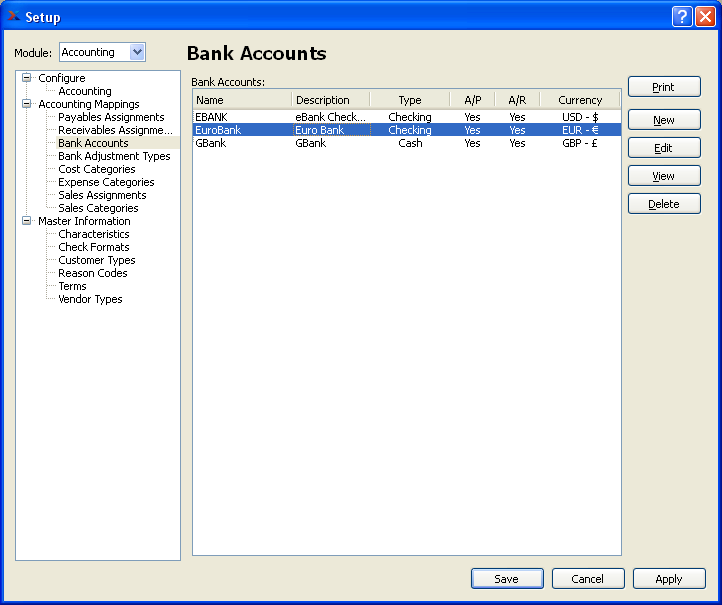 Setup
Module: Accounting
Bank Accounts
Configure
Accounting
Accounting Mappings
Payables Assignments
Receivables Assignme...
Bank Accounts
Bank Adjustment Types
Cost Categories
Expense Categories
Sales Assignments
Sales Categories
Master Information
Characteristics
Check Formats
Customer Types
Reason Codes
Terms
Vendor Types
Bank Accounts:
Name Description Type A/P A/R Currency
EBANK eBank Check... Checking Yes Yes USD - $
EuroBank Euro Bank Checking Yes Yes EUR - €
GBank GBank Cash Yes Yes GBP - £
Print
New
Edit
View
Delete
Save Cancel Apply